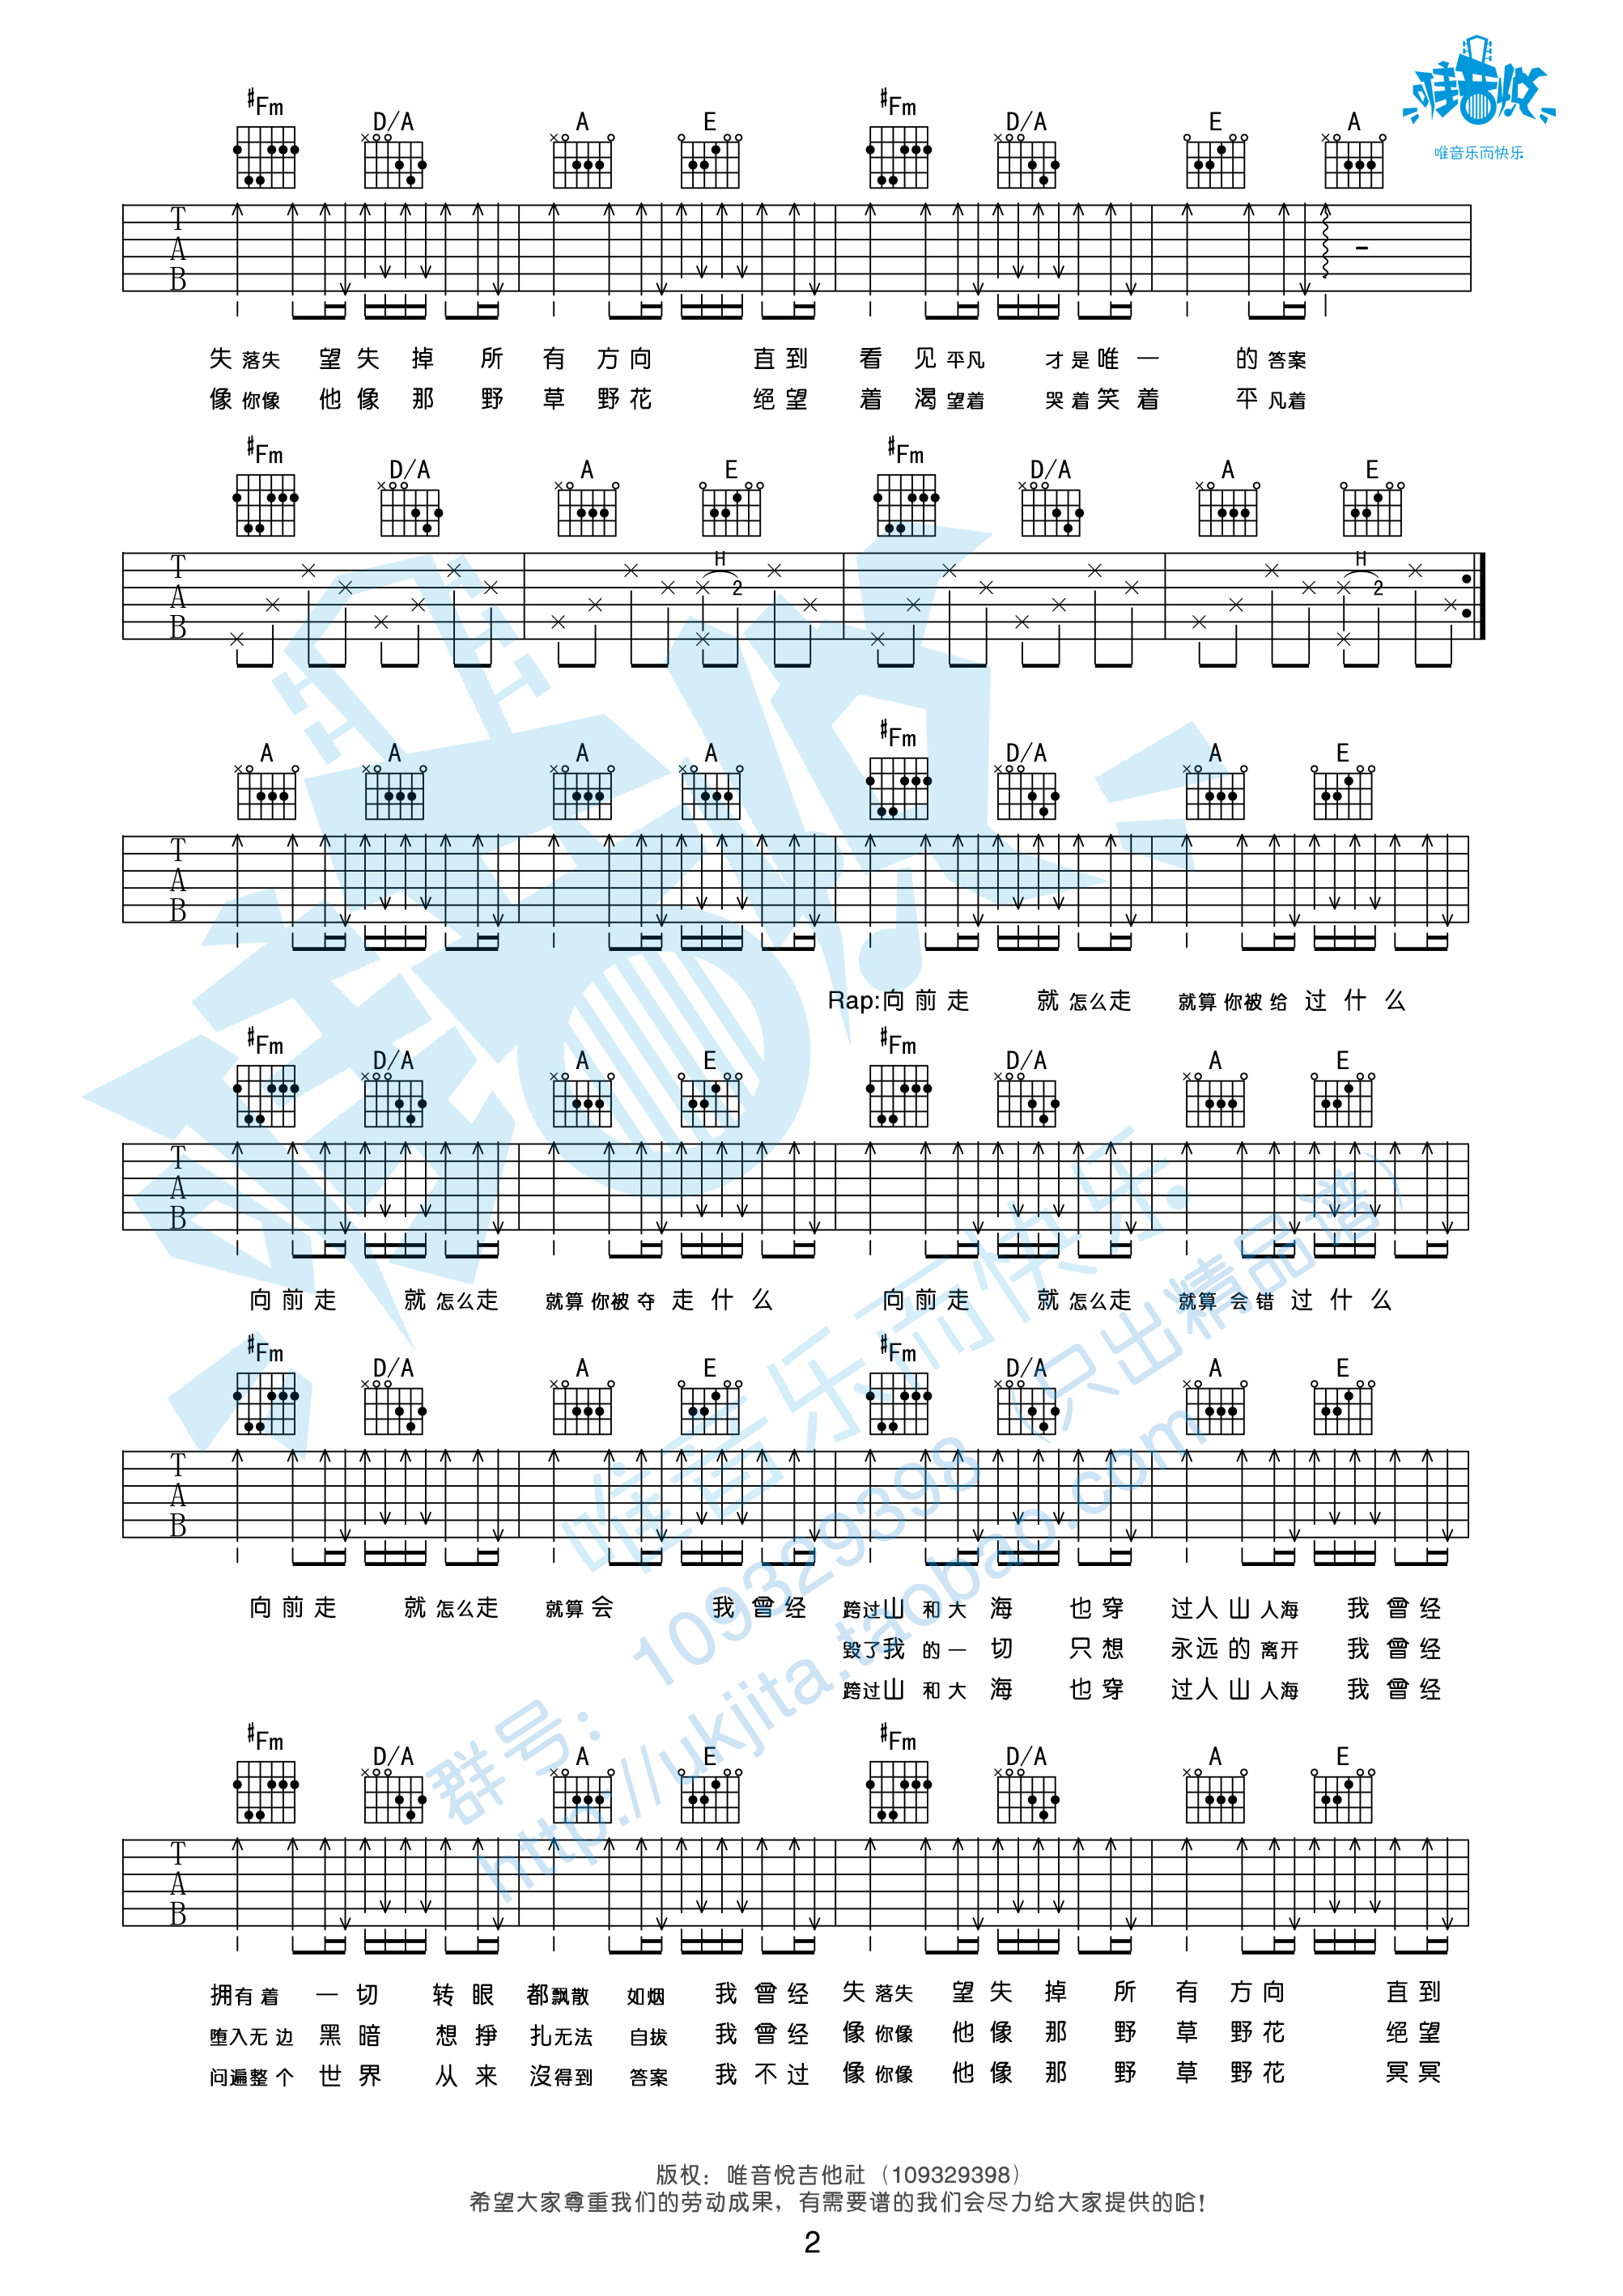 唯音悦
唯音乐而快乐
#Fm D/A A E #Fm D/A E A
T
A
B
失落失 望失掉 所有方向 直到 看见平凡 才是唯一 的答案
像你像 他像那 野草野花 绝望 着渴望着 哭着笑着 平凡着
#Fm D/A A E #Fm D/A A E
H H
T
A
B
2 2
A A A A #Fm D/A A E
T
A
B
Rap:向前走 就怎么走 就算你被给过什么
#Fm D/A A E #Fm D/A A E
T
A
B
向前走 就怎么走 就算你被夺走什么 向前走 就怎么走 就算会错过什么
#Fm D/A A E #Fm D/A A E
T
A
B
向前走 就怎么走 就算会 我曾经 跨过山和大海 也穿 过人山人海 我曾经
毁了我的一切 只想 永远的离开 我曾经
跨过山和大海 也穿 过人山人海 我曾经
#Fm D/A A E #Fm D/A A E
T
A
B
拥有着 一切 转眼 都飘散 如烟 我曾经 失落失 望失掉 所有方向 直到
堕入无边 黑暗 想挣 扎无法 自拔 我曾经 像你像 他像那 野草野花 绝望
问遍整个 世界 从来 沒得到 答案 我不过 像你像 他像那 野草野花 冥冥
唯音乐而快乐
群号：109329398（只出精品谱）
http://ukjita.taobao.com
版权：唯音悦吉他社（109329398）
希望大家尊重我们的劳动成果，有需要谱的我们会尽力给大家提供的哈！
2